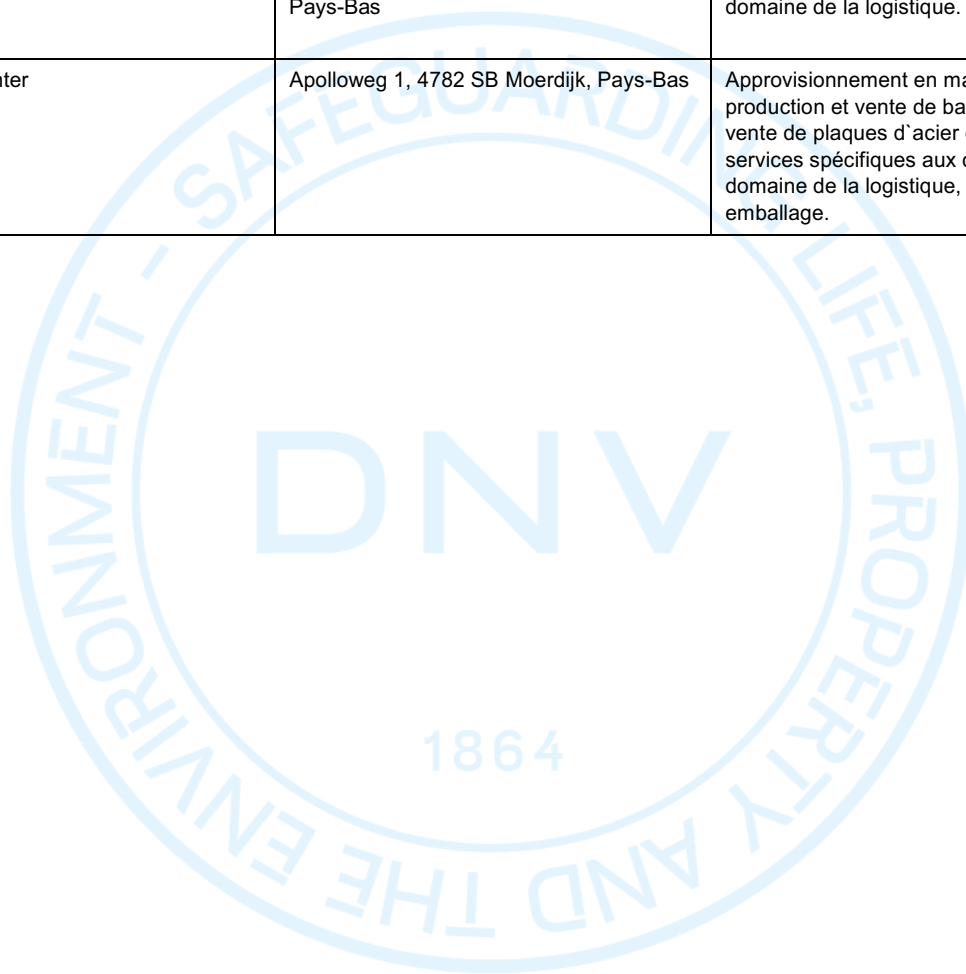 Pays-Bas
domaine de la logistique.
nter
Apolloweg 1, 4782 SB Moerdijk, Pays-Bas
Approvisionnement en ma
production et vente de ba
vente de plaques d`acier
services spécifiques aux
domaine de la logistique,
emballage.
SAFEGUARDING LIFE, PROPERTY AND THE ENVIRONMENT -
DNV
1864